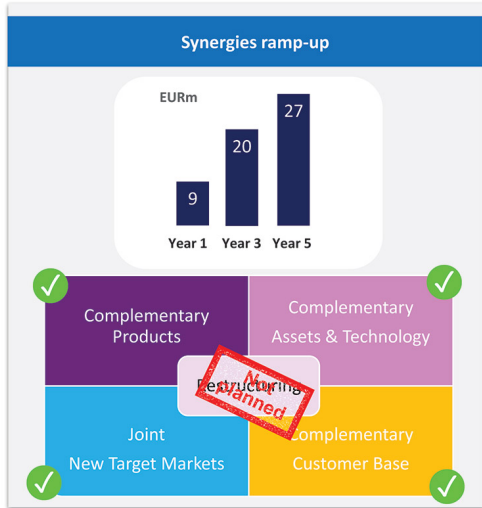 Synergies ramp-up
EURm
9
20
27
Year 1
Year 3
Year 5
Complementary
Products
Complementary
Assets & Technology
Restructuring
Not
planned
Joint
New Target Markets
Complementary
Customer Base